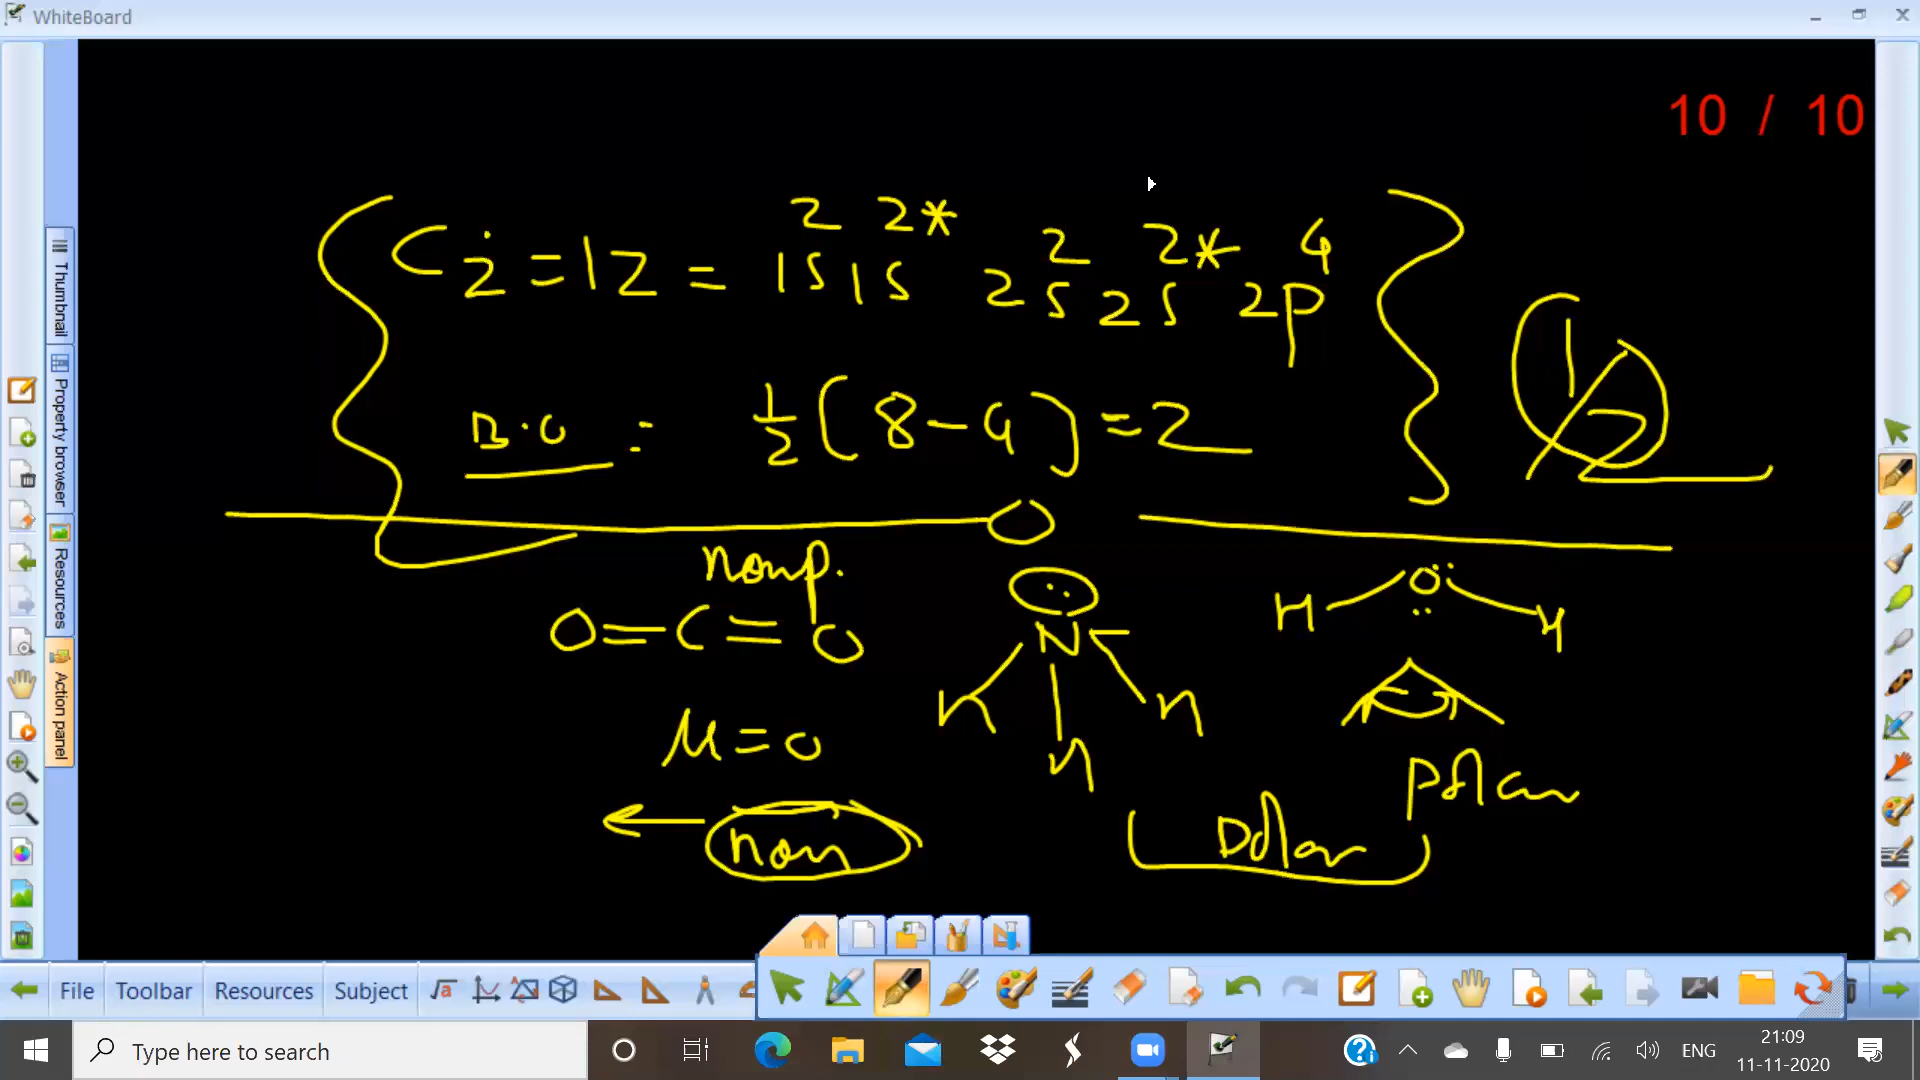 WhiteBoard
10 / 10
C2 = 12 = 1s² 1s²* 2s² 2s²* 2p⁴
B.O = ½ (8-4) = 2
1/2
nonp.
O=C=O
N
H H H
H O H
μ=0
polar
non
polar
Thumbnail
Property browser
Resources
Action panel
File Toolbar Resources Subject
Type here to search
ENG
21:09
11-11-2020